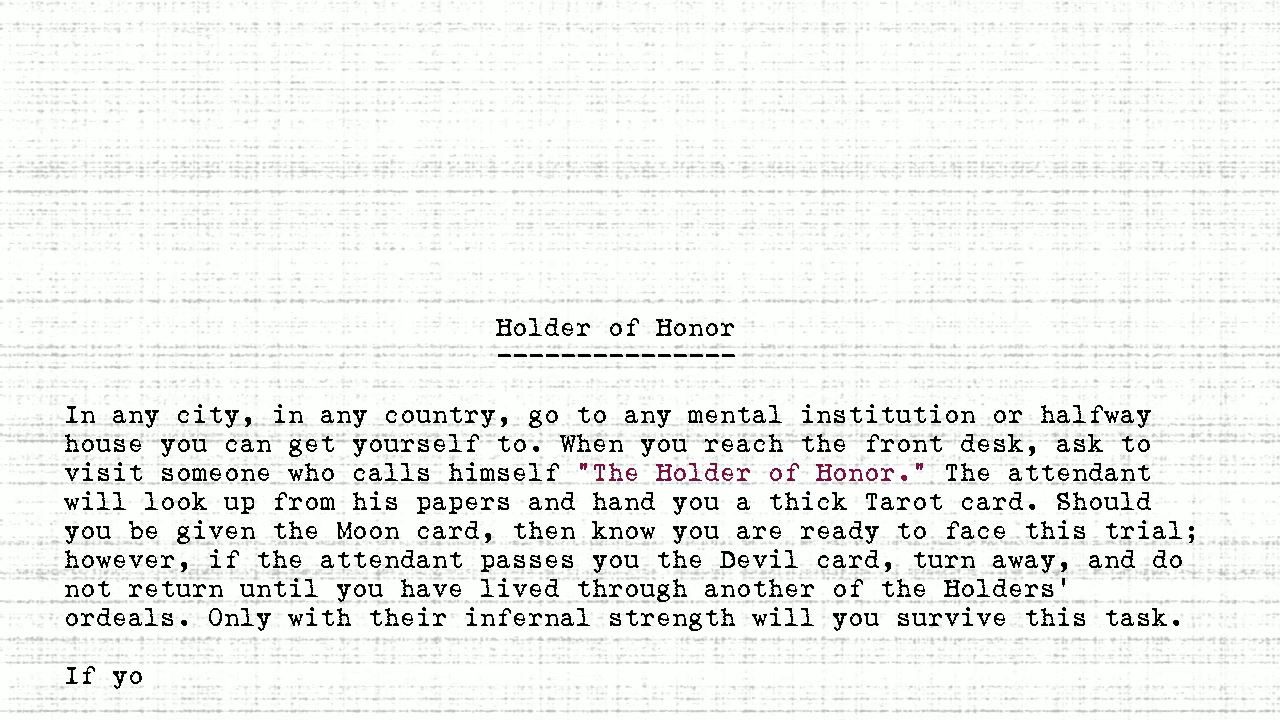 Holder of Honor
---------------
In any city, in any country, go to any mental institution or halfway
house you can get yourself to. When you reach the front desk, ask to
visit someone who calls himself "The Holder of Honor." The attendant
will look up from his papers and hand you a thick Tarot card. Should
you be given the Moon card, then know you are ready to face this trial;
however, if the attendant passes you the Devil card, turn away, and do
not return until you have lived through another of the Holders'
ordeals. Only with their infernal strength will you survive this task.
If yo